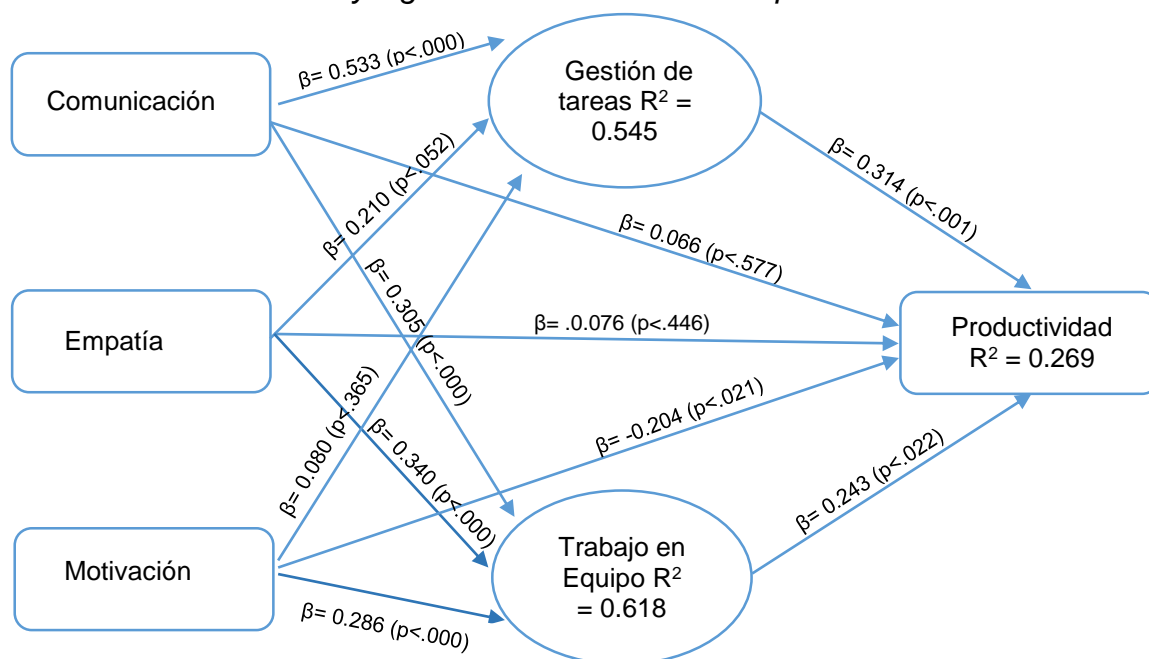 Comunicación
β= 0.533 (p<.000)
Gestión de
tareas R² =
0.545
β= 0.210 (p<.052)
β= 0.314 (p<.001)
β= 0.066 (p<.577)
β= 0.305 (p<.000)
Empatía
β= .0.076 (p<.446)
Productividad
R² = 0.269
β= 0.080 (p<.365)
β= 0.340 (p<.000)
β= -0.204 (p<.021)
β= 0.243 (p<.022)
Motivación
Trabajo en
Equipo R²
= 0.618
β= 0.286 (p<.000)